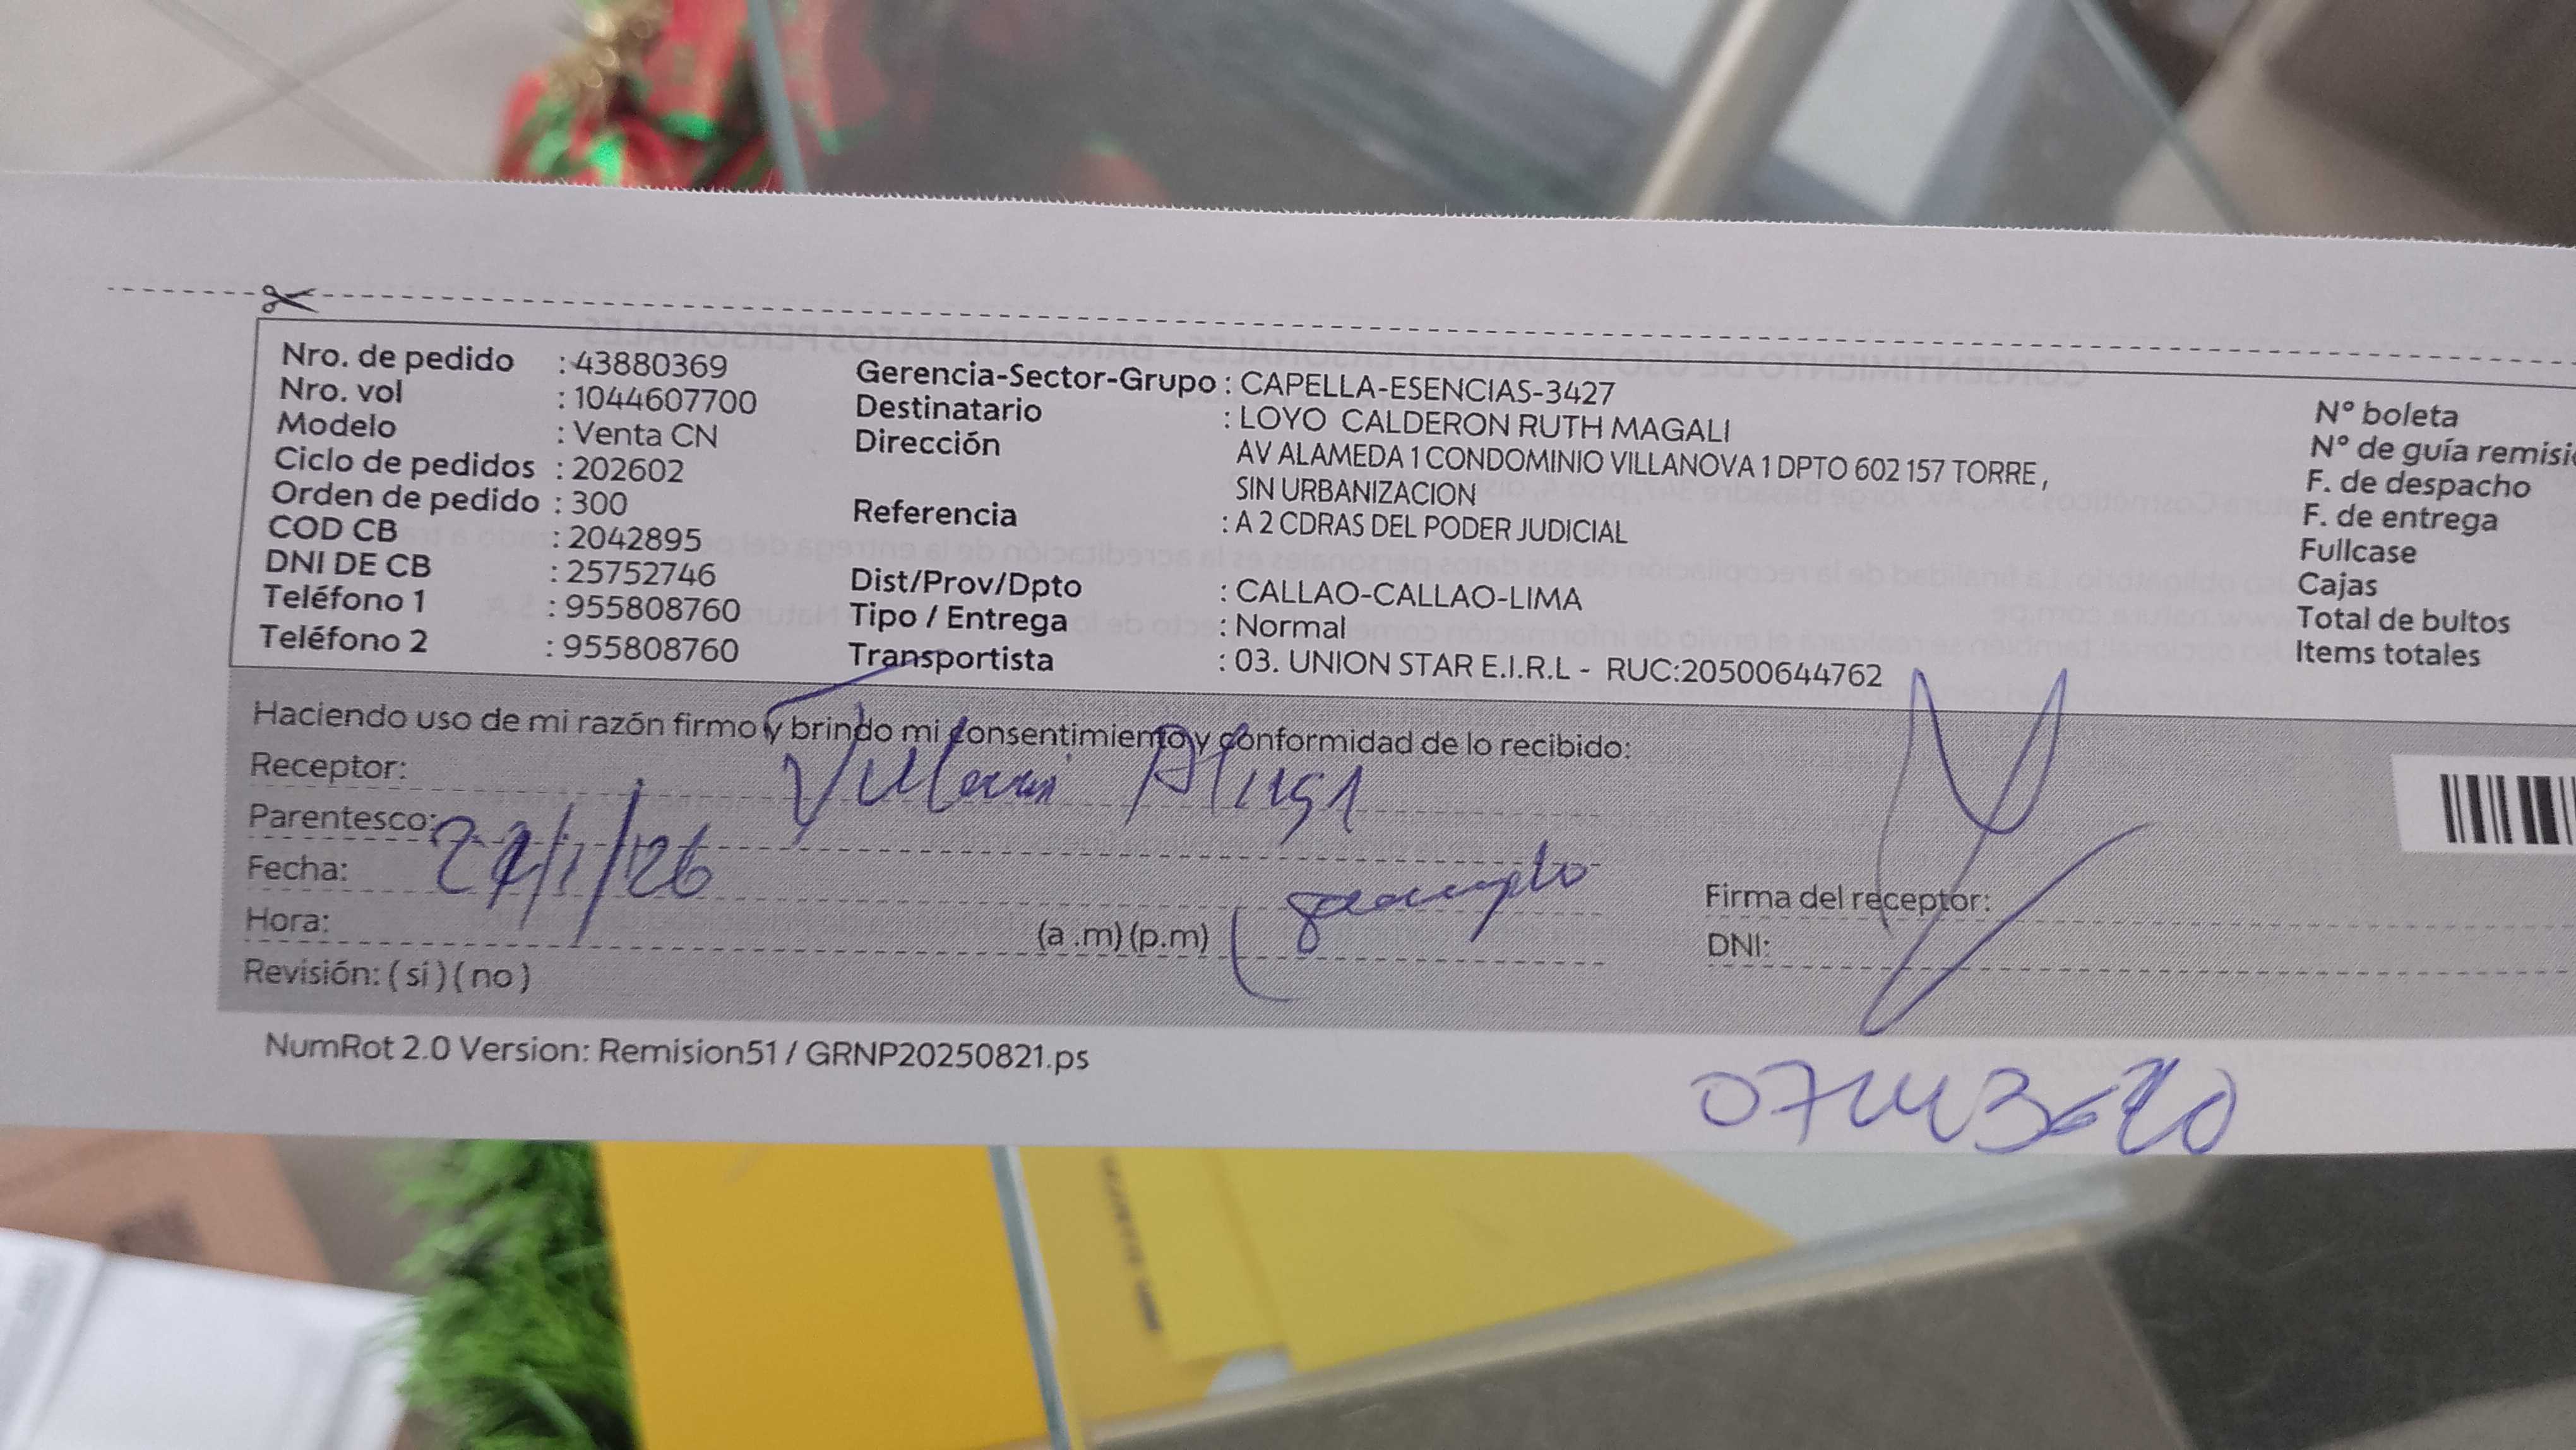 Nro. de pedido : 43880369
Nro. vol : 1044607700
Modelo : Venta CN
Ciclo de pedidos : 202602
Orden de pedido : 300
COD CB : 2042895
DNI DE CB : 25752746
Teléfono 1 : 955808760
Teléfono 2 : 955808760
Gerencia-Sector-Grupo : CAPELLA-ESENCIAS-3427
Destinatario : LOYO CALDERON RUTH MAGALI
Dirección AV ALAMEDA 1 CONDOMINIO VILLANOVA 1 DPTO 602 157 TORRE ,
SIN URBANIZACION
Referencia : A 2 CDRAS DEL PODER JUDICIAL
Dist/Prov/Dpto : CALLAO-CALLAO-LIMA
Tipo / Entrega : Normal
Transportista : 03. UNION STAR E.I.R.L - RUC:20500644762
N° boleta
N° de guía remisi
F. de despacho
F. de entrega
Fullcase
Cajas
Total de bultos
Items totales
Haciendo uso de mi razón firmo y brindo mi consentimiento y conformidad de lo recibido:
Receptor:
Parentesco:
Fecha:
Hora: (a .m) (p.m)
Revisión: ( sí ) ( no )
Firma del receptor:
DNI:
NumRot 2.0 Version: Remision51 / GRNP20250821.ps